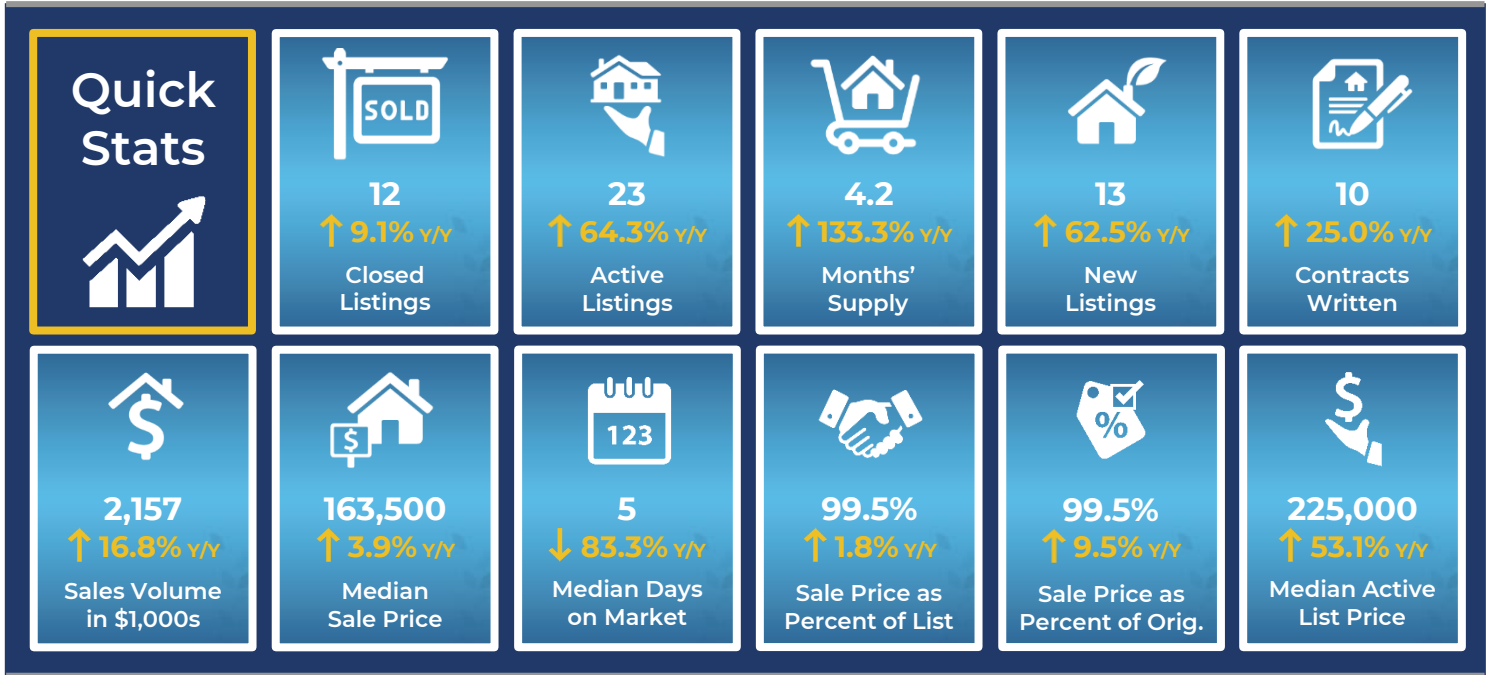 Quick
Stats
SOLD
12
↑ 9.1% Y/Y
Closed
Listings
23
↑ 64.3% Y/Y
Active
Listings
4.2
↑ 133.3% Y/Y
Months’
Supply
13
↑ 62.5% Y/Y
New
Listings
10
↑ 25.0% Y/Y
Contracts
Written
$
2,157
↑ 16.8% Y/Y
Sales Volume
in $1,000s
$
163,500
↑ 3.9% Y/Y
Median
Sale Price
123
5
↓ 83.3% Y/Y
Median Days
on Market
99.5%
↑ 1.8% Y/Y
Sale Price as
Percent of List
%
99.5%
↑ 9.5% Y/Y
Sale Price as
Percent of Orig.
$
225,000
↑ 53.1% Y/Y
Median Active
List Price